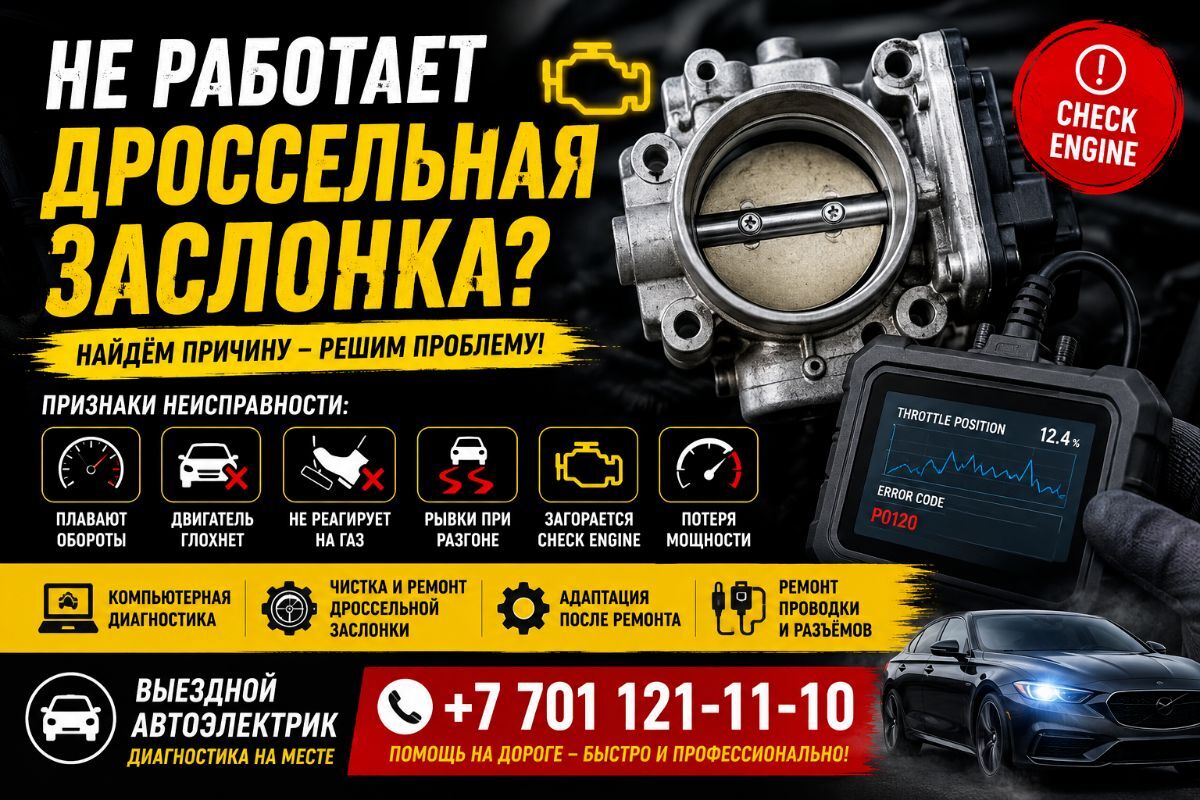 НЕ РАБОТАЕТ
ДРОССЕЛЬНАЯ
ЗАСЛОНКА?
НАЙДЁМ ПРИЧИНУ – РЕШИМ ПРОБЛЕМУ!
!
CHECK
ENGINE
THROTTLE POSITION 12.4%
ERROR CODE
P0120
ПРИЗНАКИ НЕИСПРАВНОСТИ:
ПЛАВАЮТ
ОБОРОТЫ
ДВИГАТЕЛЬ
ГЛОХНЕТ
НЕ РЕАГИРУЕТ
НА ГАЗ
РЫВКИ ПРИ
РАЗГОНЕ
ЗАГОРАЕТСЯ
CHECK ENGINE
ПОТЕРЯ
МОЩНОСТИ
КОМПЬЮТЕРНАЯ
ДИАГНОСТИКА
ЧИСТКА И РЕМОНТ
ДРОССЕЛЬНОЙ
ЗАСЛОНКИ
АДАПТАЦИЯ
ПОСЛЕ РЕМОНТА
РЕМОНТ
ПРОВОДКИ
И РАЗЪЁМОВ
ВЫЕЗДНОЙ
АВТОЭЛЕКТРИК
ДИАГНОСТИКА НА МЕСТЕ
+7 701 121-11-10
ПОМОЩЬ НА ДОРОГЕ – БЫСТРО И ПРОФЕССИОНАЛЬНО!